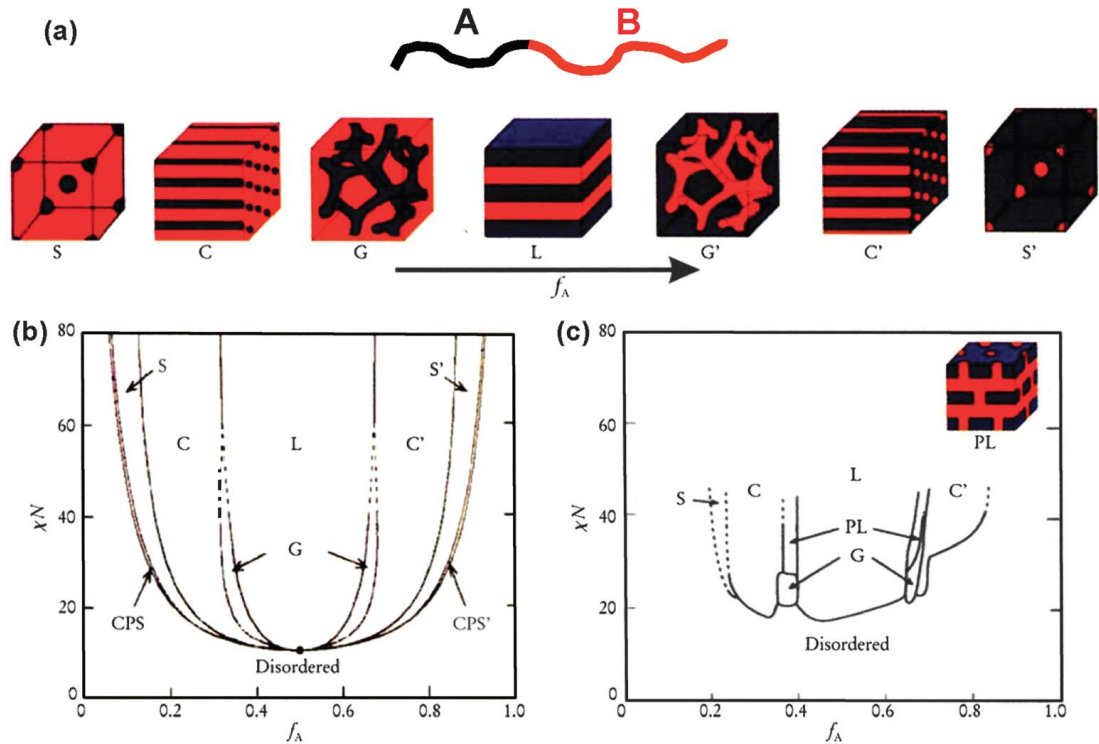 (a)
A B
S C G L G' C' S'
fA
(b)
80
60
40
20
0
χN
S
C
L
C'
S'
G
CPS
CPS'
Disordered
0 0.2 0.4 0.6 0.8 1.0
fA
(c)
80
60
40
20
0
χN
PL
S
C
L
C'
PL
G
Disordered
0 0.2 0.4 0.6 0.8 1.0
fA